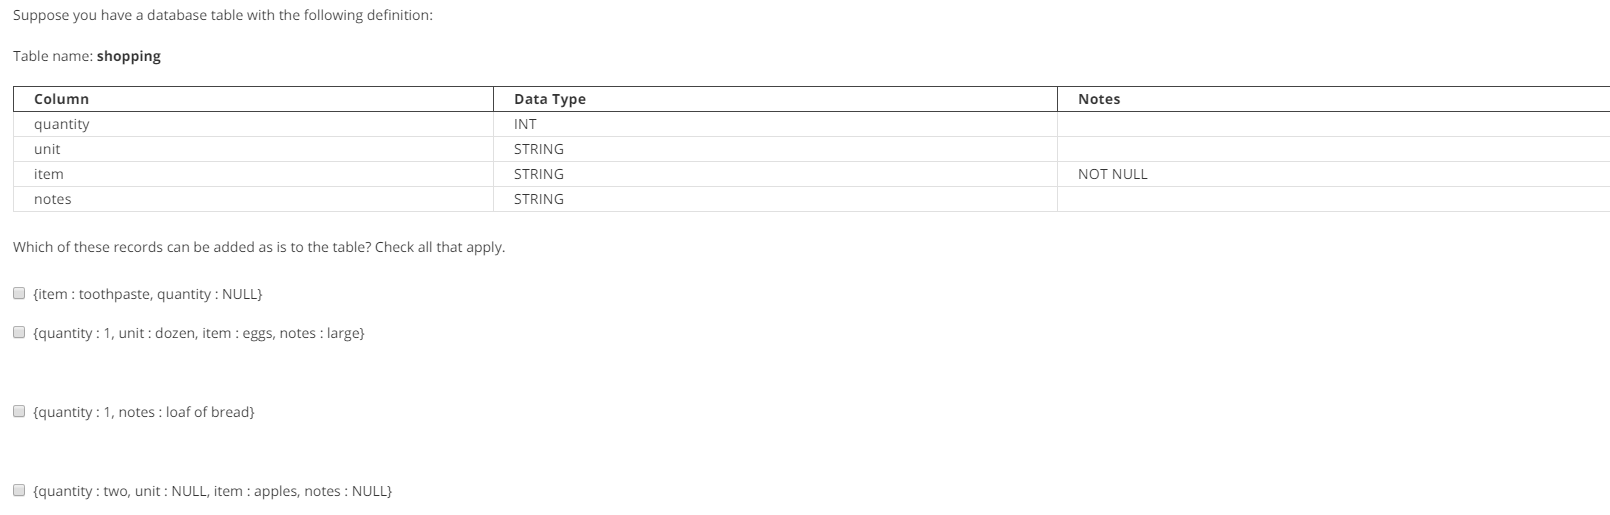 Suppose you have a database table with the following definition:
Table name: shopping
Column Data Type Notes
quantity INT
unit STRING
item STRING NOT NULL
notes STRING
Which of these records can be added as is to the table? Check all that apply.
{item : toothpaste, quantity : NULL}
{quantity : 1, unit : dozen, item : eggs, notes : large}
{quantity : 1, notes : loaf of bread}
{quantity : two, unit : NULL, item : apples, notes : NULL}